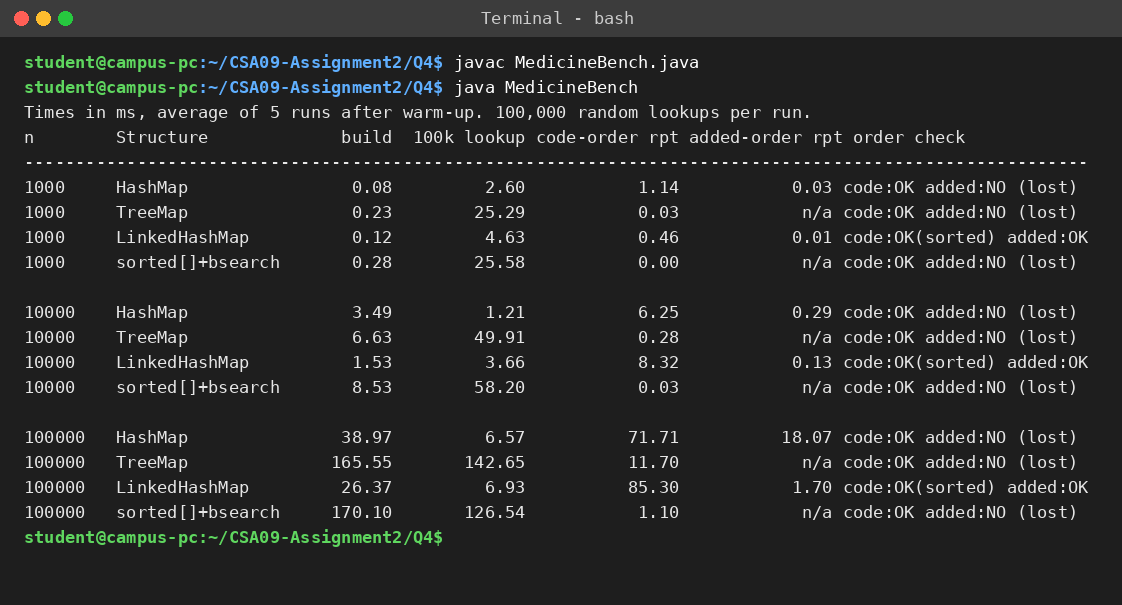 Terminal - bash
student@campus-pc:~/CSA09-Assignment2/Q4$ javac MedicineBench.java
student@campus-pc:~/CSA09-Assignment2/Q4$ java MedicineBench
Times in ms, average of 5 runs after warm-up. 100,000 random lookups per run.
n        Structure             build  100k lookup code-order rpt added-order rpt order check
--------------------------------------------------------------------------------------------------------
1000     HashMap                0.08         2.60           1.14           0.03 code:OK added:NO (lost)
1000     TreeMap                0.23        25.29           0.03            n/a code:OK added:NO (lost)
1000     LinkedHashMap          0.12         4.63           0.46           0.01 code:OK(sorted) added:OK
1000     sorted[]+bsearch       0.28        25.58           0.00            n/a code:OK added:NO (lost)

10000    HashMap                3.49         1.21           6.25           0.29 code:OK added:NO (lost)
10000    TreeMap                6.63        49.91           0.28            n/a code:OK added:NO (lost)
10000    LinkedHashMap          1.53         3.66           8.32           0.13 code:OK(sorted) added:OK
10000    sorted[]+bsearch       8.53        58.20           0.03            n/a code:OK added:NO (lost)

100000   HashMap               38.97         6.57          71.71          18.07 code:OK added:NO (lost)
100000   TreeMap              165.55       142.65          11.70            n/a code:OK added:NO (lost)
100000   LinkedHashMap         26.37         6.93          85.30           1.70 code:OK(sorted) added:OK
100000   sorted[]+bsearch     170.10       126.54           1.10            n/a code:OK added:NO (lost)
student@campus-pc:~/CSA09-Assignment2/Q4$